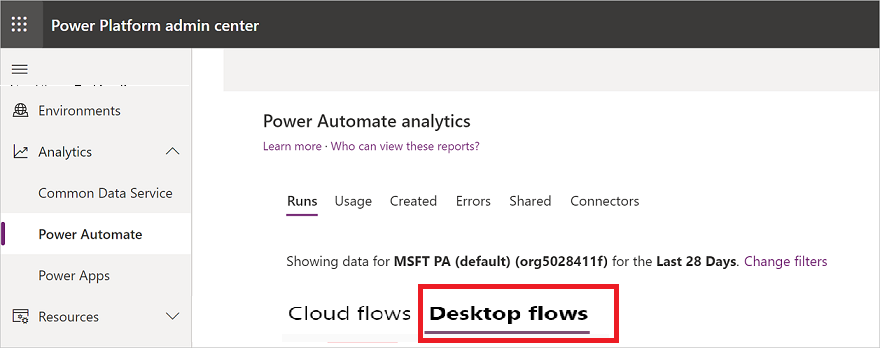 Power Platform admin center
Environments
Analytics
Common Data Service
Power Automate
Power Apps
Resources
Power Automate analytics
Learn more · Who can view these reports?
Runs Usage Created Errors Shared Connectors
Showing data for MSFT PA (default) (org5028411f) for the Last 28 Days. Change filters
Cloud flows Desktop flows